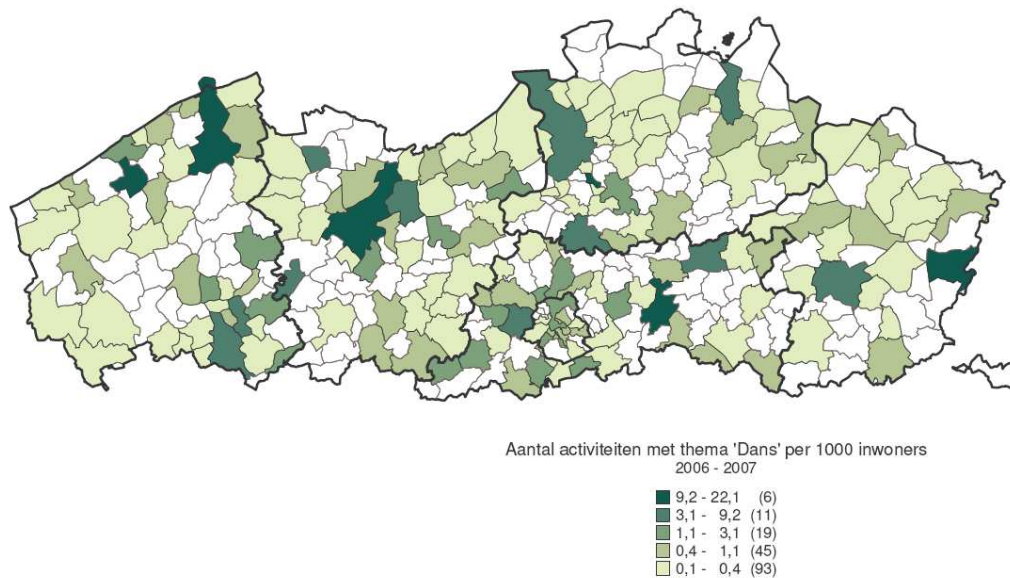 Aantal activiteiten met thema 'Dans' per 1000 inwoners
2006 - 2007
9,2 - 22,1 (6)
3,1 - 9,2 (11)
1,1 - 3,1 (19)
0,4 - 1,1 (45)
0,1 - 0,4 (93)